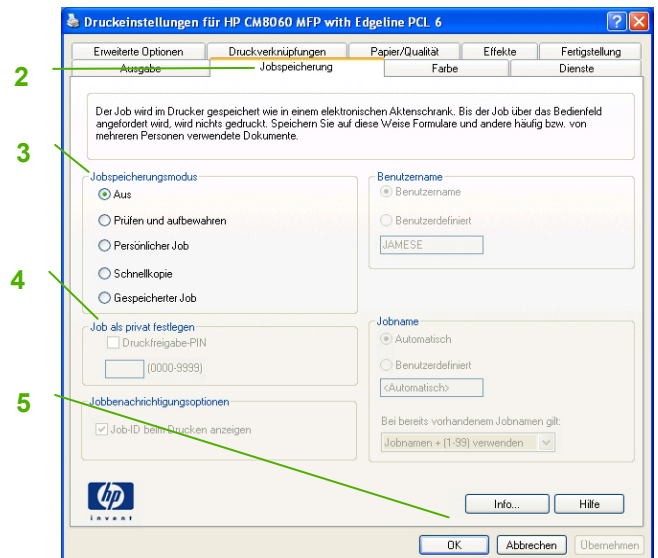 Druckeinstellungen für HP CM8060 MFP with Edgeline PCL 6
Erweiterte Optionen Druckverknüpfungen Papier/Qualität Effekte Fertigstellung
2
Ausgabe Jobspeicherung Farbe Dienste
Der Job wird im Drucker gespeichert wie in einem elektronischen Aktenschrank. Bis der Job über das Bedienfeld
angefordert wird, wird nichts gedruckt. Speichern Sie auf diese Weise Formulare und andere häufig bzw. von
mehreren Personen verwendete Dokumente.
3
Jobspeicherungsmodus
Aus
Prüfen und aufbewahren
Persönlicher Job
Schnellkopie
Gespeicherter Job
Benutzername
Benutzername
Benutzerdefiniert
JAMESE
4
Job als privat festlegen
Druckfreigabe-PIN
(0000-9999)
Jobname
Automatisch
Benutzerdefiniert
<Automatisch>
Bei bereits vorhandenem Jobnamen gilt:
Jobnamen + (1-99) verwenden
5
Jobbenachrichtigungsoptionen
Job-ID beim Drucken anzeigen
hp
invent
Info... Hilfe
OK Abbrechen Übernehmen